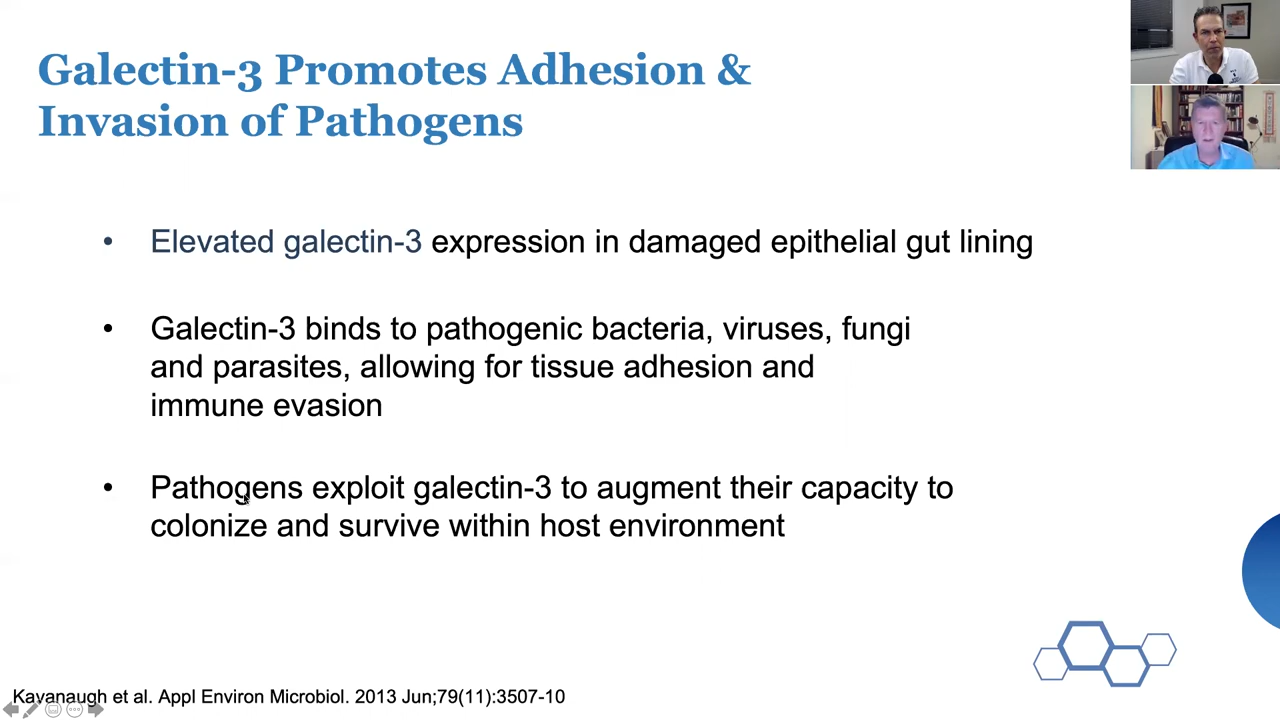 Galectin-3 Promotes Adhesion &
Invasion of Pathogens
• Elevated galectin-3 expression in damaged epithelial gut lining
• Galectin-3 binds to pathogenic bacteria, viruses, fungi
and parasites, allowing for tissue adhesion and
immune evasion
• Pathogens exploit galectin-3 to augment their capacity to
colonize and survive within host environment
Kavanaugh et al. Appl Environ Microbiol. 2013 Jun;79(11):3507-10